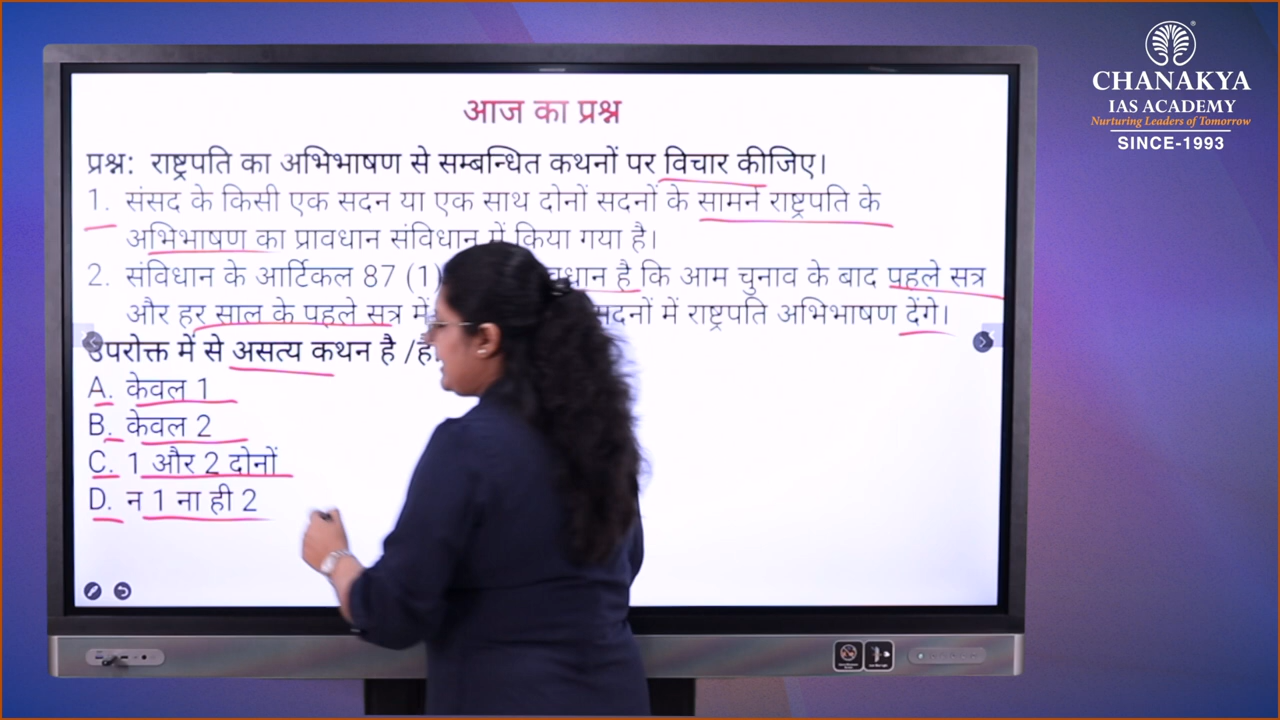 CHANAKYA
IAS ACADEMY
Nurturing Leaders of Tomorrow
SINCE-1993
आज का प्रश्न
प्रश्न: राष्ट्रपति का अभिभाषण से सम्बन्धित कथनों पर विचार कीजिए।
1. संसद के किसी एक सदन या एक साथ दोनों सदनों के सामने राष्ट्रपति के
अभिभाषण का प्रावधान संविधान में किया गया है।
2. संविधान के आर्टिकल 87 (1) है कि आम चुनाव के बाद पहले सत्र
और हर साल के पहले सत्र में सदनों में राष्ट्रपति अभिभाषण देंगे।
उपरोक्त में से असत्य कथन है /हैं
A. केवल 1
B. केवल 2
C. 1 और 2 दोनों
D. न 1 ना ही 2